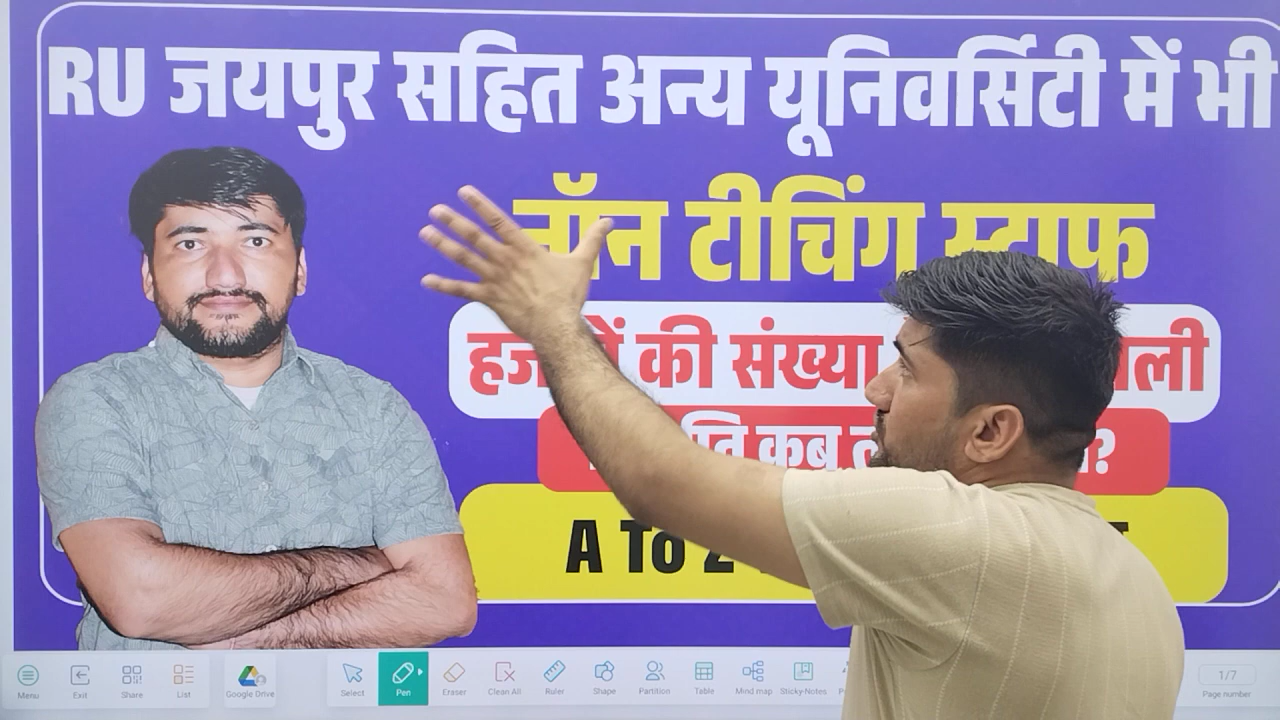 RU जयपुर सहित अन्य यूनिवर्सिटी में भी
नॉन टीचिंग स्टाफ
की संख्या
कब
A To Z
Menu
Exit
Share
List
Google Drive
Select
Pen
Eraser
Clean All
Ruler
Shape
Partition
Table
Mind map
Sticky-Notes
1/7
Page number